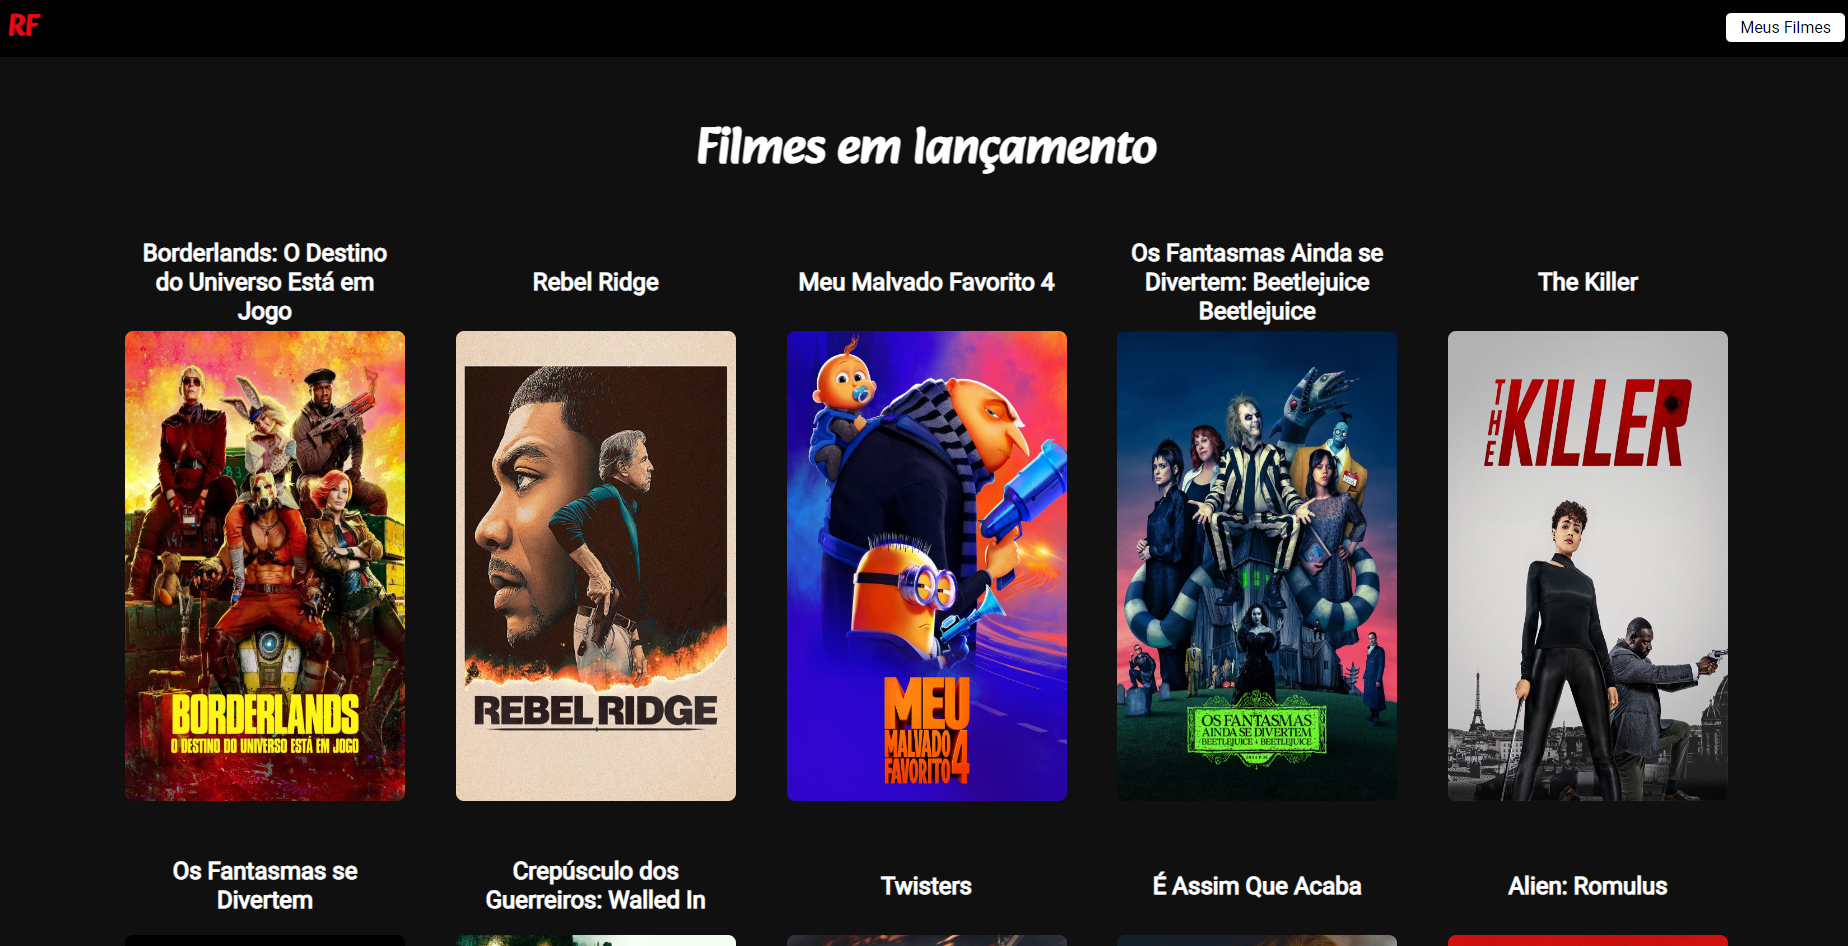 RF
Meus Filmes
Filmes em lançamento
Borderlands: O Destino
do Universo Está em
Jogo
Rebel Ridge
Meu Malvado Favorito 4
Os Fantasmas Ainda se
Divertem: Beetlejuice
Beetlejuice
The Killer
BORDERLANDS
O DESTINO DO UNIVERSO ESTÁ EM JOGO
REBEL RIDGE
MEU
MALVADO
FAVORITO 4
OS FANTASMAS
AINDA SE DIVERTEM
BEETLEJUICE • BEETLEJUICE
THE KILLER
Os Fantasmas se
Divertem
Crepúsculo dos
Guerreiros: Walled In
Twisters
É Assim Que Acaba
Alien: Romulus